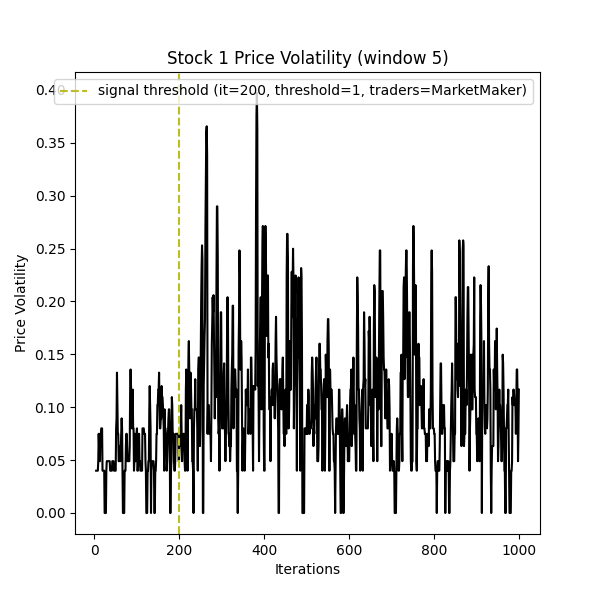 Stock 1 Price Volatility (window 5)
signal threshold (it=200, threshold=1, traders=MarketMaker)
0.40
0.35
0.30
0.25
0.20
0.15
0.10
0.05
0.00
Price Volatility
0 200 400 600 800 1000
Iterations